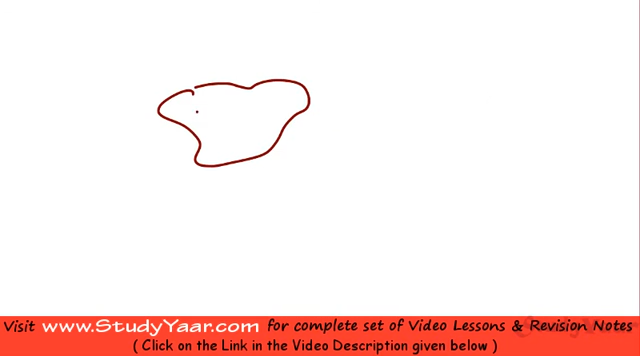 Visit www.StudyYaar.com for complete set of Video Lessons & Revision Notes
( Click on the Link in the Video Description given below )